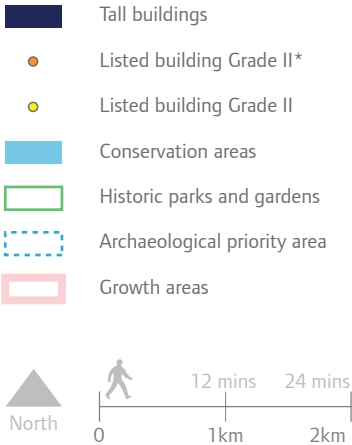 Tall buildings
Listed building Grade II*
Listed building Grade II
Conservation areas
Historic parks and gardens
Archaeological priority area
Growth areas
12 mins 24 mins
North
0 1km 2km